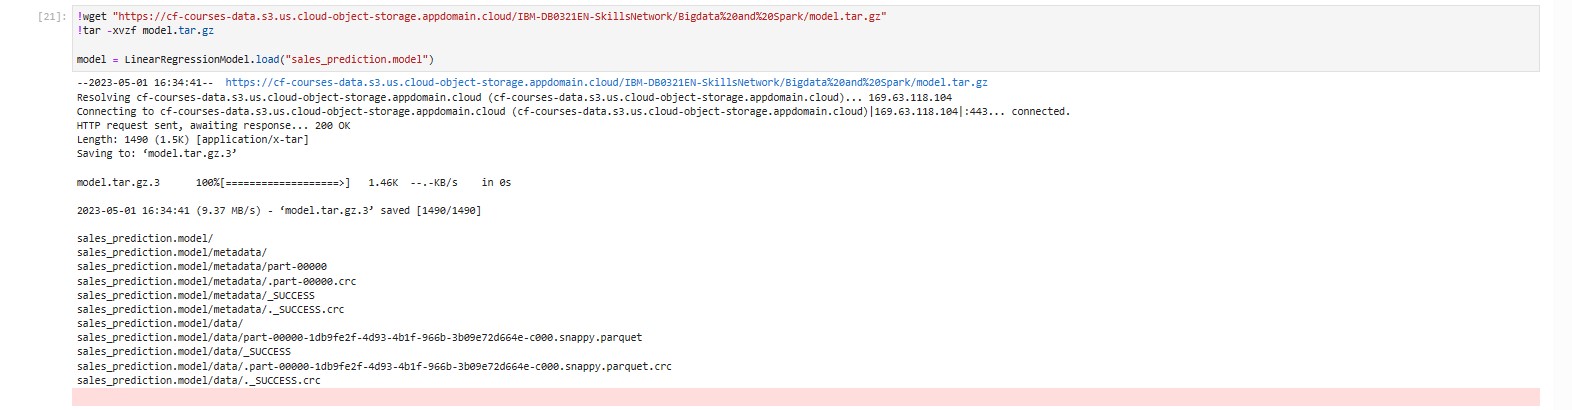 [21]: !wget "https://cf-courses-data.s3.us.cloud-object-storage.appdomain.cloud/IBM-DB0321EN-SkillsNetwork/Bigdata%20and%20Spark/model.tar.gz"
!tar -xvzf model.tar.gz
model = LinearRegressionModel.load("sales_prediction.model")
--2023-05-01 16:34:41--  https://cf-courses-data.s3.us.cloud-object-storage.appdomain.cloud/IBM-DB0321EN-SkillsNetwork/Bigdata%20and%20Spark/model.tar.gz
Resolving cf-courses-data.s3.us.cloud-object-storage.appdomain.cloud (cf-courses-data.s3.us.cloud-object-storage.appdomain.cloud)... 169.63.118.104
Connecting to cf-courses-data.s3.us.cloud-object-storage.appdomain.cloud (cf-courses-data.s3.us.cloud-object-storage.appdomain.cloud)|169.63.118.104|:443... connected.
HTTP request sent, awaiting response... 200 OK
Length: 1490 (1.5K) [application/x-tar]
Saving to: ‘model.tar.gz.3’
model.tar.gz.3      100%[===================>]   1.46K  --.-KB/s    in 0s
2023-05-01 16:34:41 (9.37 MB/s) - ‘model.tar.gz.3’ saved [1490/1490]
sales_prediction.model/
sales_prediction.model/metadata/
sales_prediction.model/metadata/part-00000
sales_prediction.model/metadata/.part-00000.crc
sales_prediction.model/metadata/_SUCCESS
sales_prediction.model/metadata/._SUCCESS.crc
sales_prediction.model/data/
sales_prediction.model/data/part-00000-1db9fe2f-4d93-4b1f-966b-3b09e72d664e-c000.snappy.parquet
sales_prediction.model/data/_SUCCESS
sales_prediction.model/data/.part-00000-1db9fe2f-4d93-4b1f-966b-3b09e72d664e-c000.snappy.parquet.crc
sales_prediction.model/data/._SUCCESS.crc